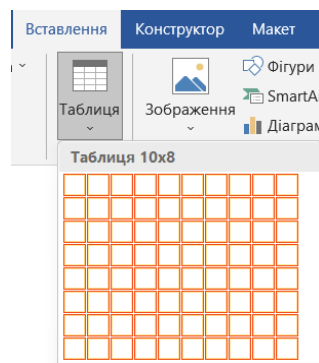 Вставлення Конструктор Макет
Таблиця
Зображення
Фігури
SmartA
Діаграм
Таблиця 10x8